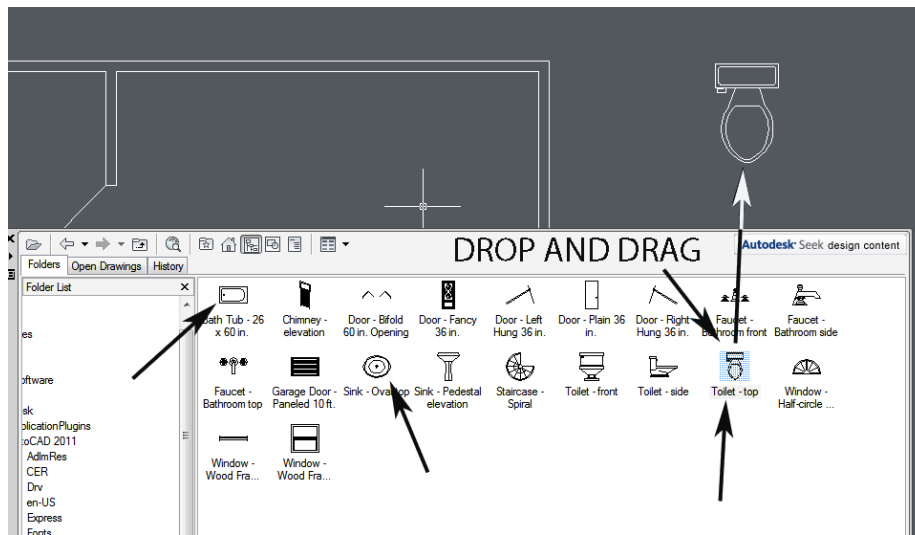 DROP AND DRAG
Autodesk® Seek design content
Folders Open Drawings History
Folder List
es
oftware
sk
plicationPlugins
oCAD 2011
AdlmRes
CER
Drv
en-US
Express
Fonts
Bath Tub - 26 Chimney - Door - Bifold Door - Fancy Door - Left Door - Plain 36 Door - Right Faucet - Faucet -
x 60 in. elevation 60 in. Opening 36 in. Hung 36 in. in. Hung 36 in. Bathroom front Bathroom side
Faucet - Garage Door - Sink - Oval top Sink - Pedestal Staircase - Toilet - front Toilet - side Toilet - top Window -
Bathroom top Paneled 10 ft. elevation Spiral Half-circle ...
Window - Window -
Wood Fra... Wood Fra...